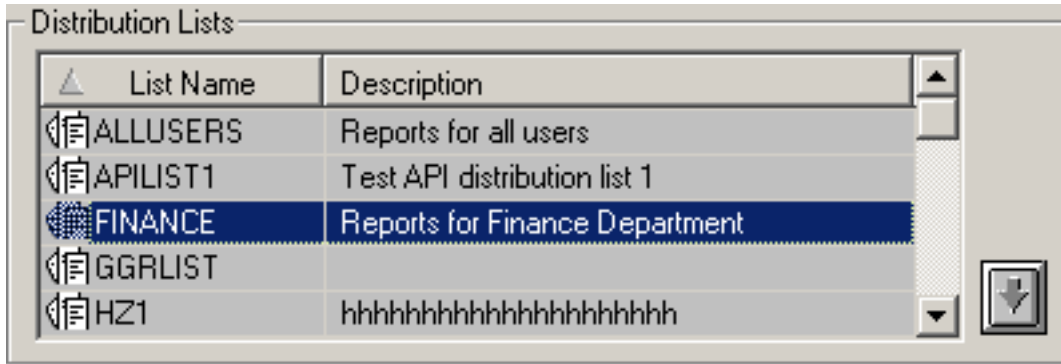 Distribution Lists
List Name Description
ALLUSERS Reports for all users
APILIST1 Test API distribution list 1
FINANCE Reports for Finance Department
GGRLIST
HZ1 hhhhhhhhhhhhhhhhhhhhh